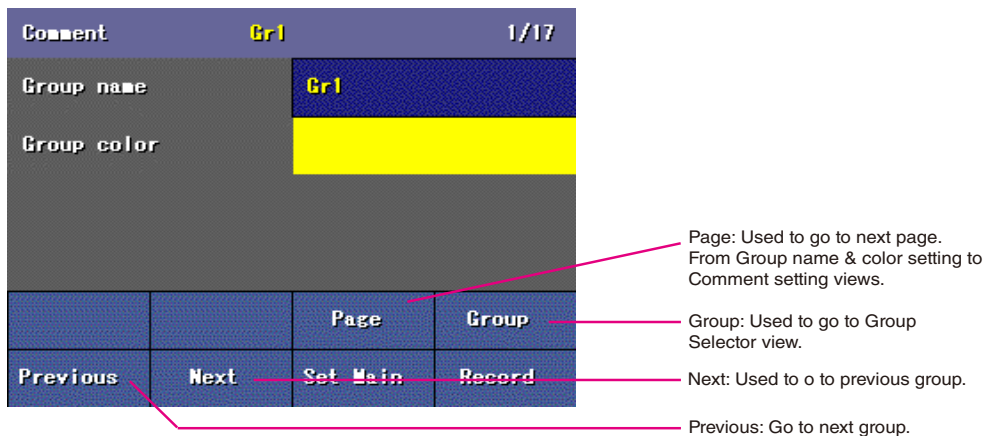 Comment Gr1 1/17
Group name Gr1
Group color
Page Group
Previous Next Set Main Record
Page: Used to go to next page.
From Group name & color setting to
Comment setting views.
Group: Used to go to Group
Selector view.
Next: Used to o to previous group.
Previous: Go to next group.